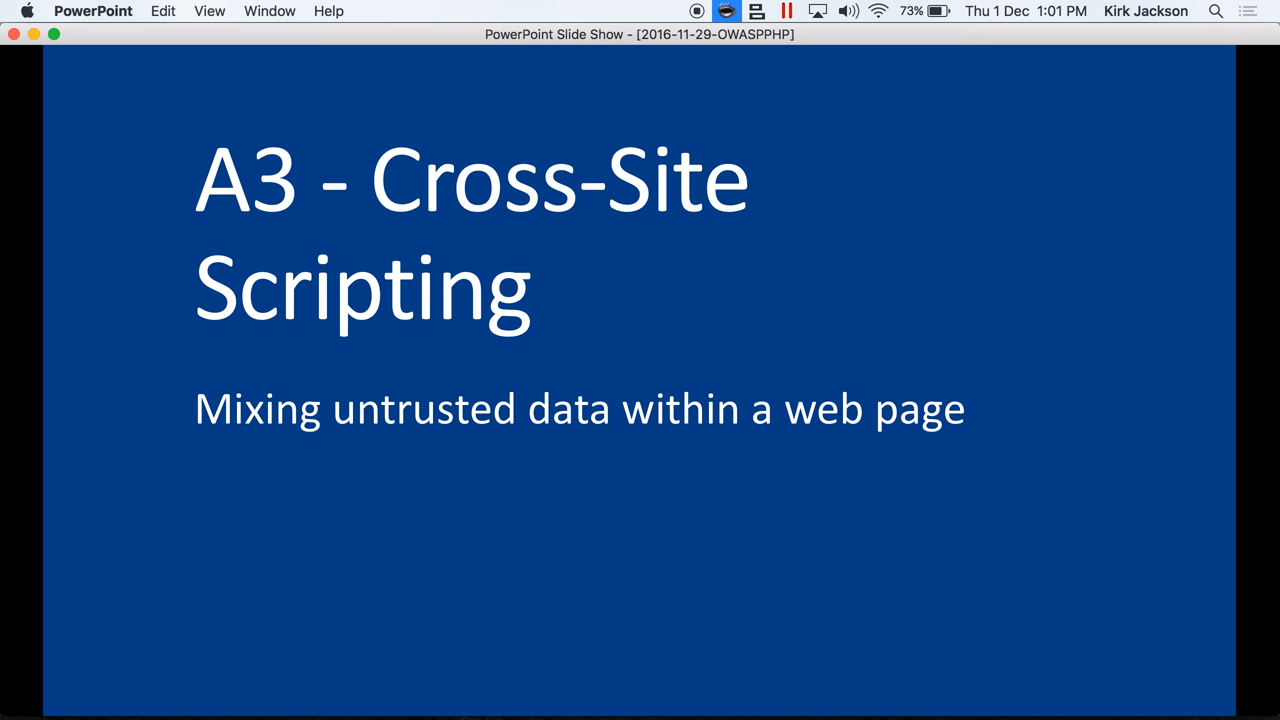 PowerPoint Edit View Window Help 73% Thu 1 Dec 1:01 PM Kirk Jackson
PowerPoint Slide Show - [2016-11-29-OWASPPHP]
A3 - Cross-Site
Scripting
Mixing untrusted data within a web page